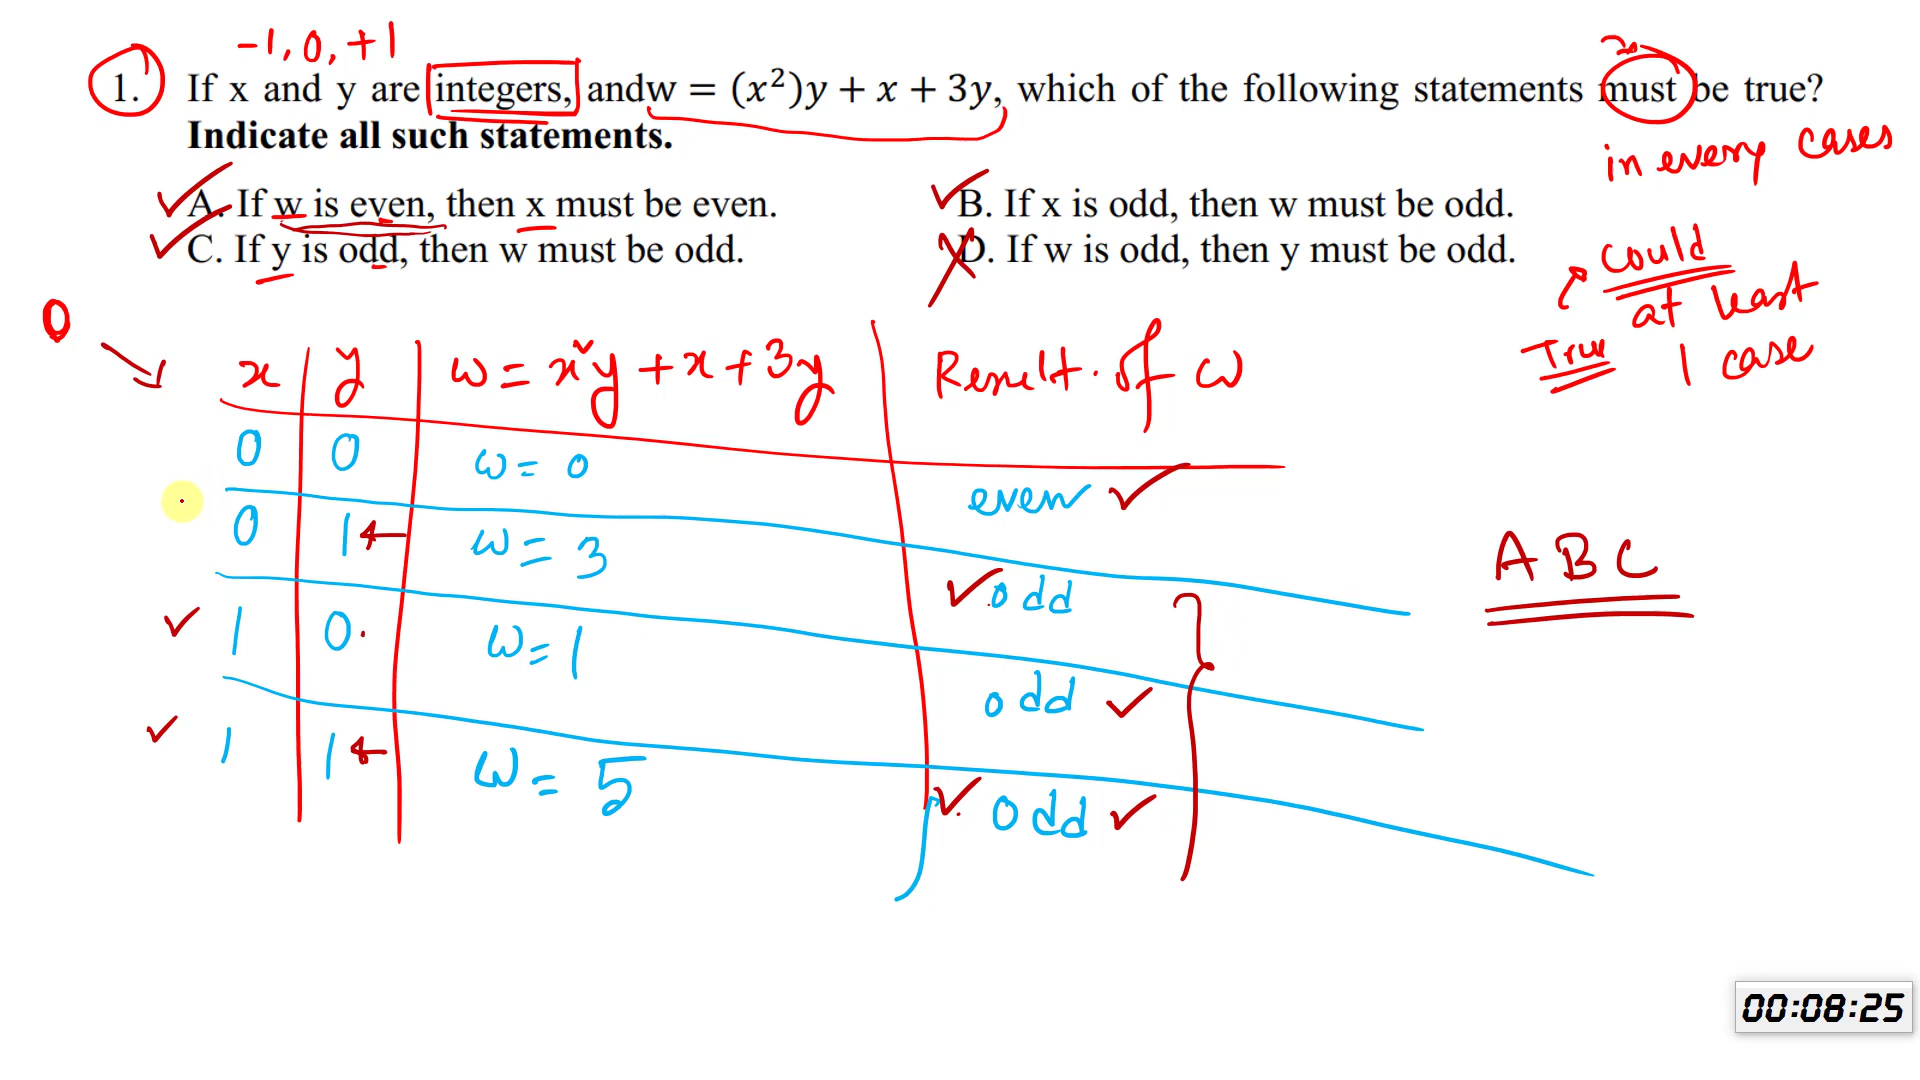 -1, 0, +1
1. If x and y are integers, andw = (x²)y + x + 3y, which of the following statements must be true?
Indicate all such statements.
in every cases
A. If w is even, then x must be even.
B. If x is odd, then w must be odd.
C. If y is odd, then w must be odd.
D. If w is odd, then y must be odd.
could
at least
1 case
True
0
x y w = x²y + x + 3y Result. of w
0 0 w = 0 even
0 1 w = 3 odd
1 0 w = 1 odd
1 1 w = 5 odd
A B C
00:08:25